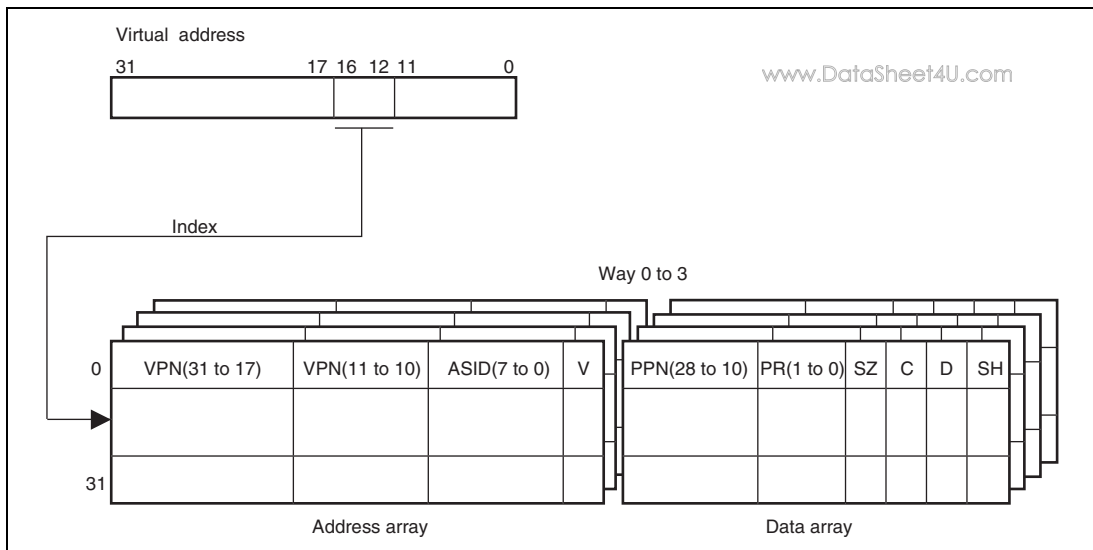 Virtual address
www.DataSheet4U.com
31 17 16 12 11 0
Index
Way 0 to 3
0 VPN(31 to 17) VPN(11 to 10) ASID(7 to 0) V PPN(28 to 10) PR(1 to 0) SZ C D SH
31
Address array Data array